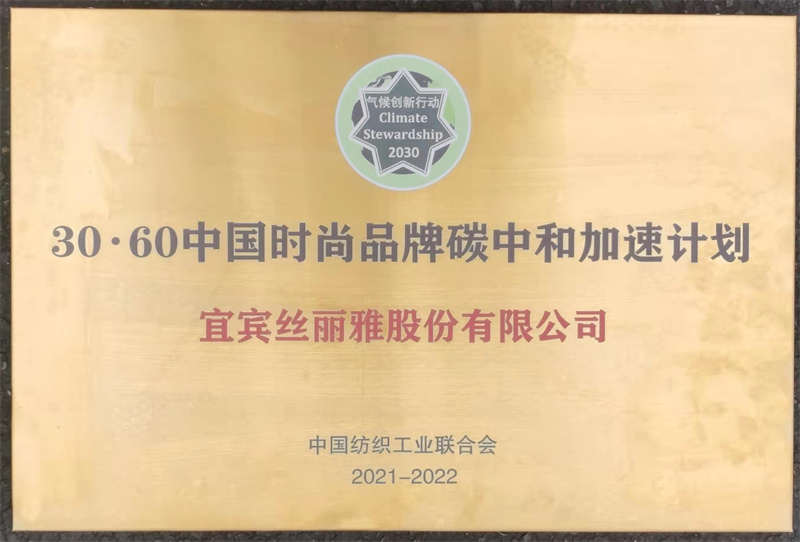 气候创新行动
Climate
Stewardship
2030
30·60中国时尚品牌碳中和加速计划
宜宾丝丽雅股份有限公司
中国纺织工业联合会
2021-2022